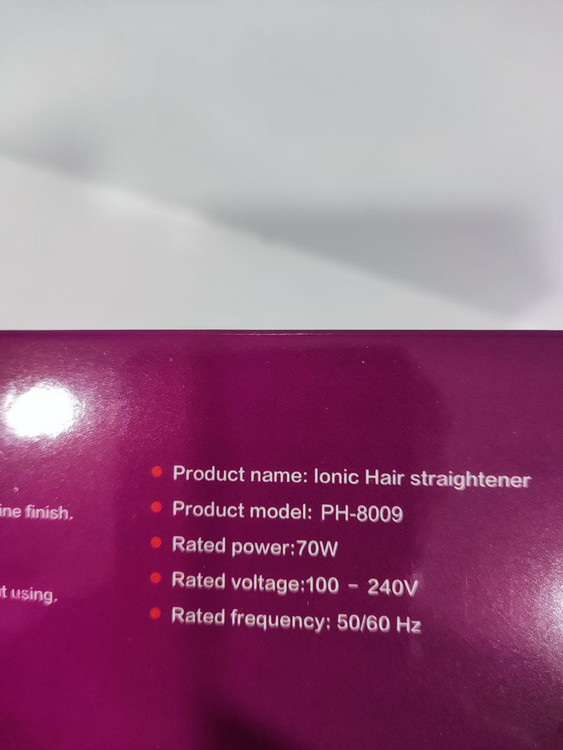 Product name: Ionic Hair straightener
ine finish.
Product model: PH-8009
Rated power:70W
Rated voltage:100 - 240V
t using.
Rated frequency: 50/60 Hz